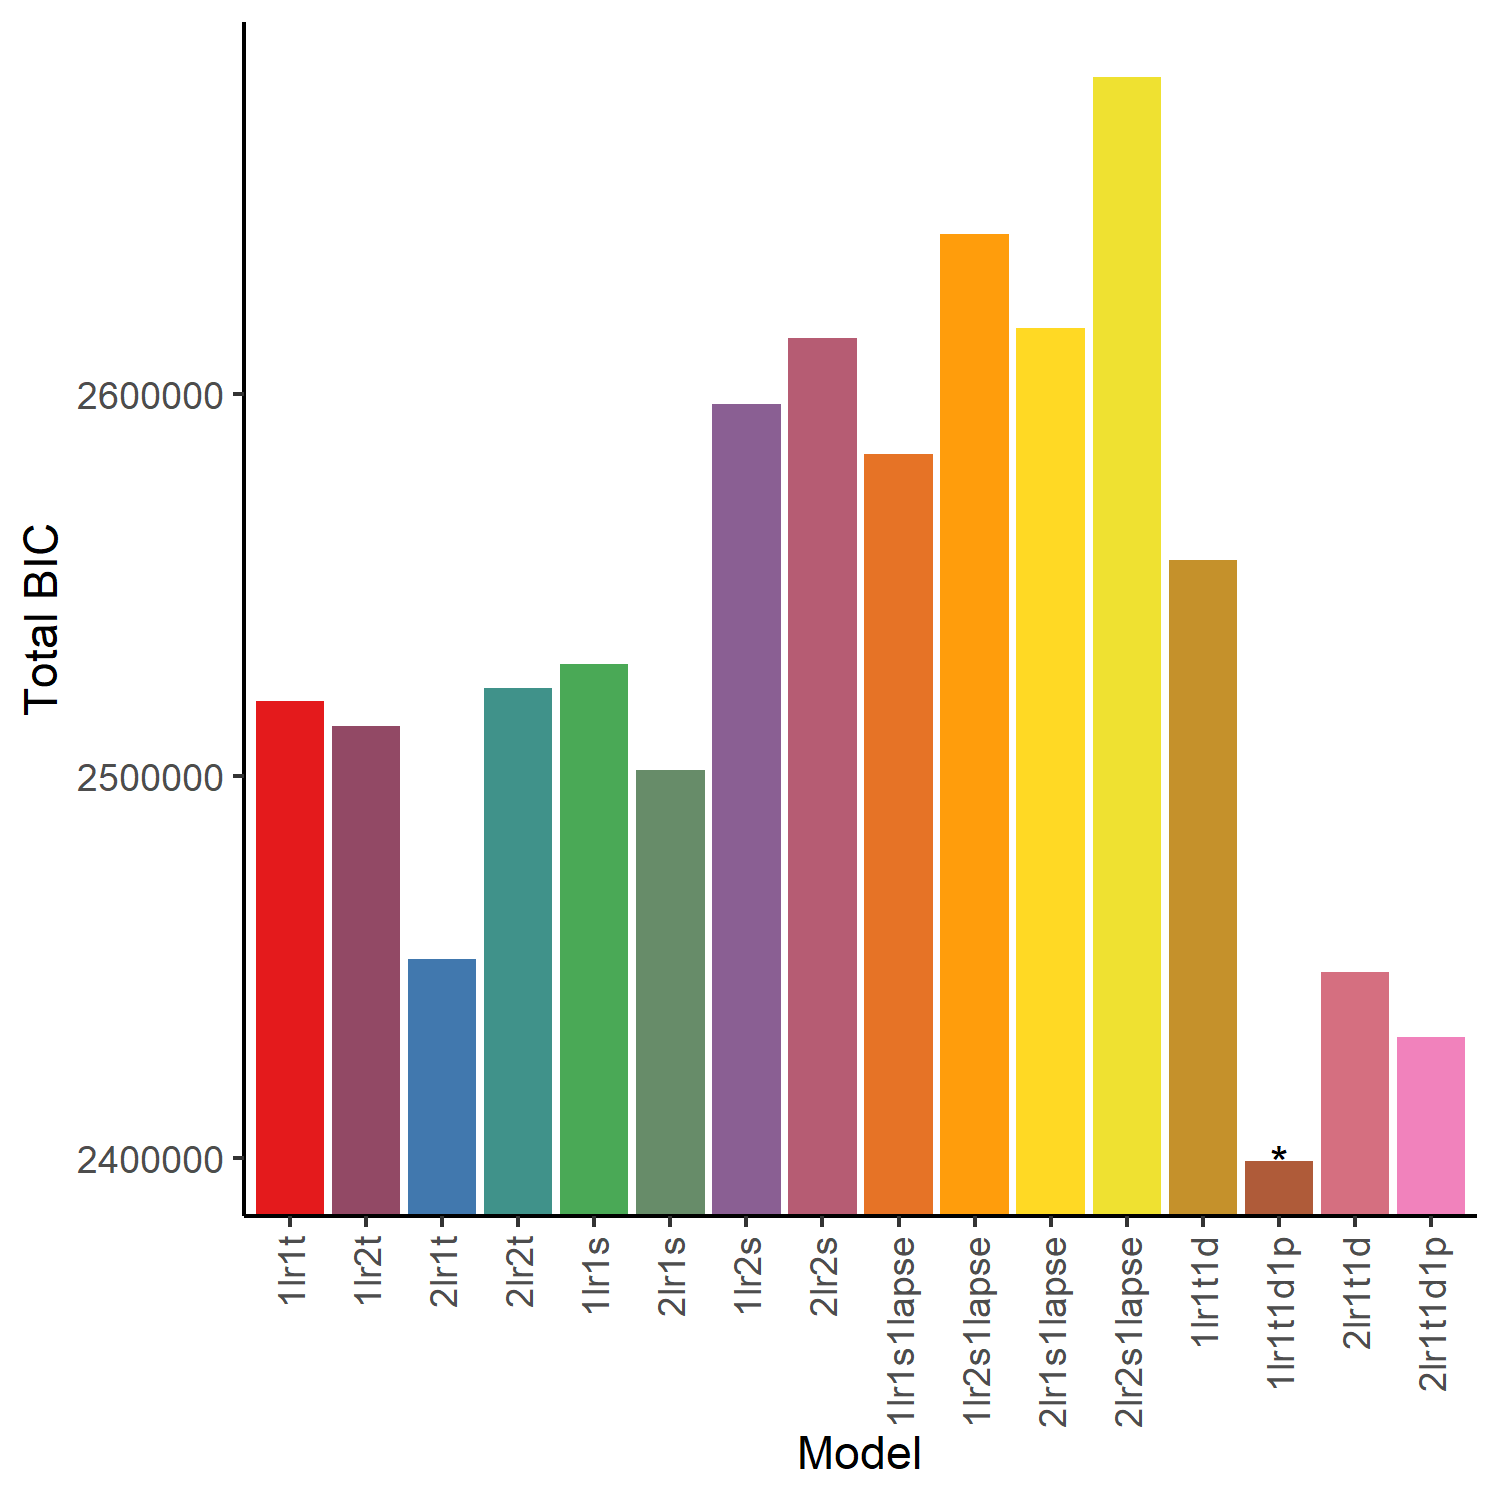 Total BIC
2600000
2500000
2400000
*
1lr1t
1lr2t
2lr1t
2lr2t
1lr1s
2lr1s
1lr2s
2lr2s
1lr1s1lapse
1lr2s1lapse
2lr1s1lapse
2lr2s1lapse
1lr1t1d
1lr1t1d1p
2lr1t1d
2lr1t1d1p
Model